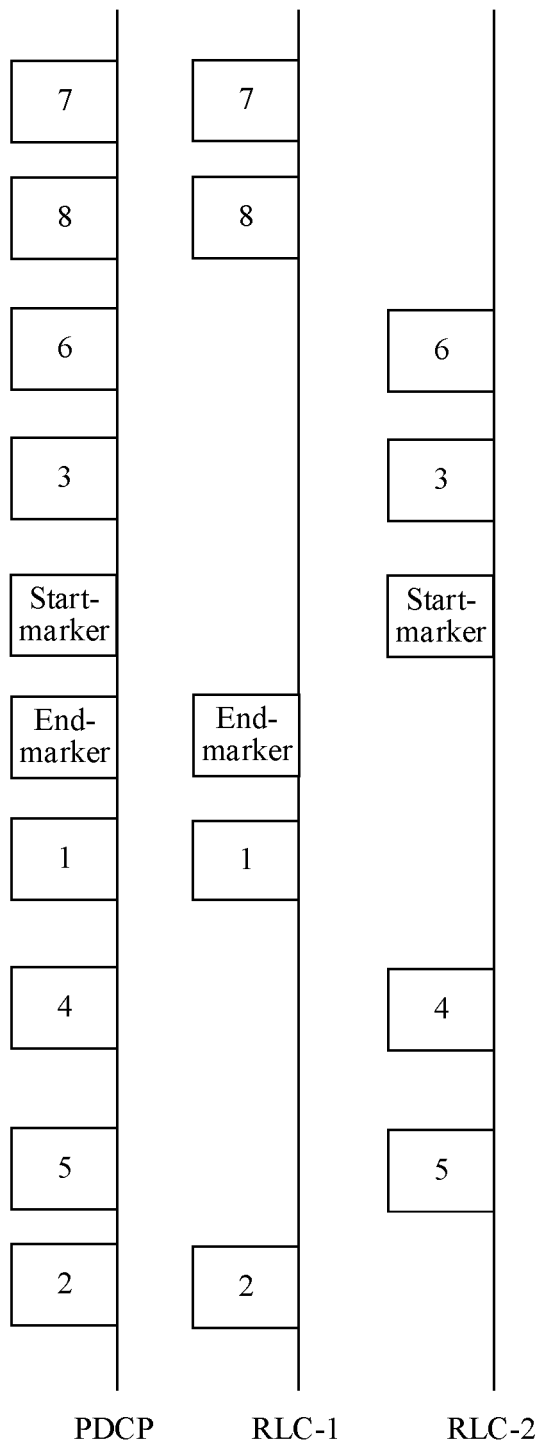 7 7
8 8
6 6
3 3
Start-
marker
Start-
marker
End-
marker
End-
marker
1 1
4 4
5 5
2 2
PDCP RLC-1 RLC-2